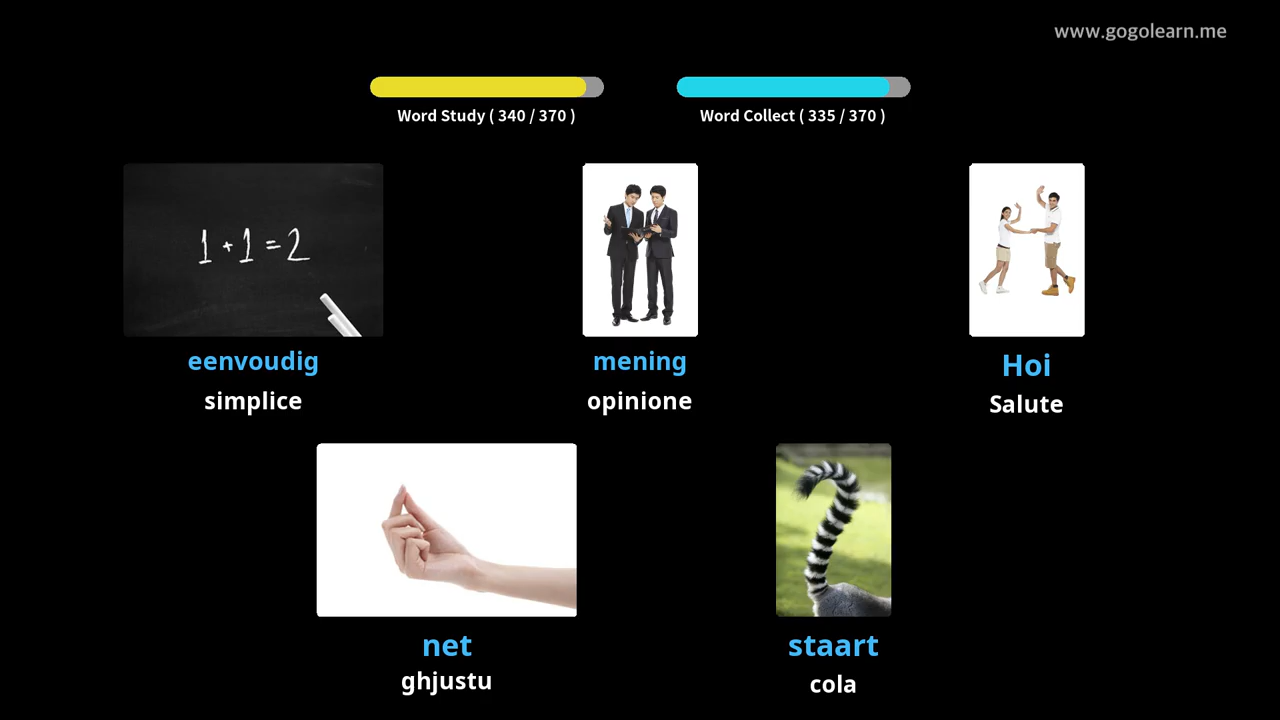 www.gogolearn.me
Word Study ( 340 / 370 )
Word Collect ( 335 / 370 )
1 + 1 = 2
eenvoudig
simplice
mening
opinione
Hoi
Salute
net
ghjustu
staart
cola